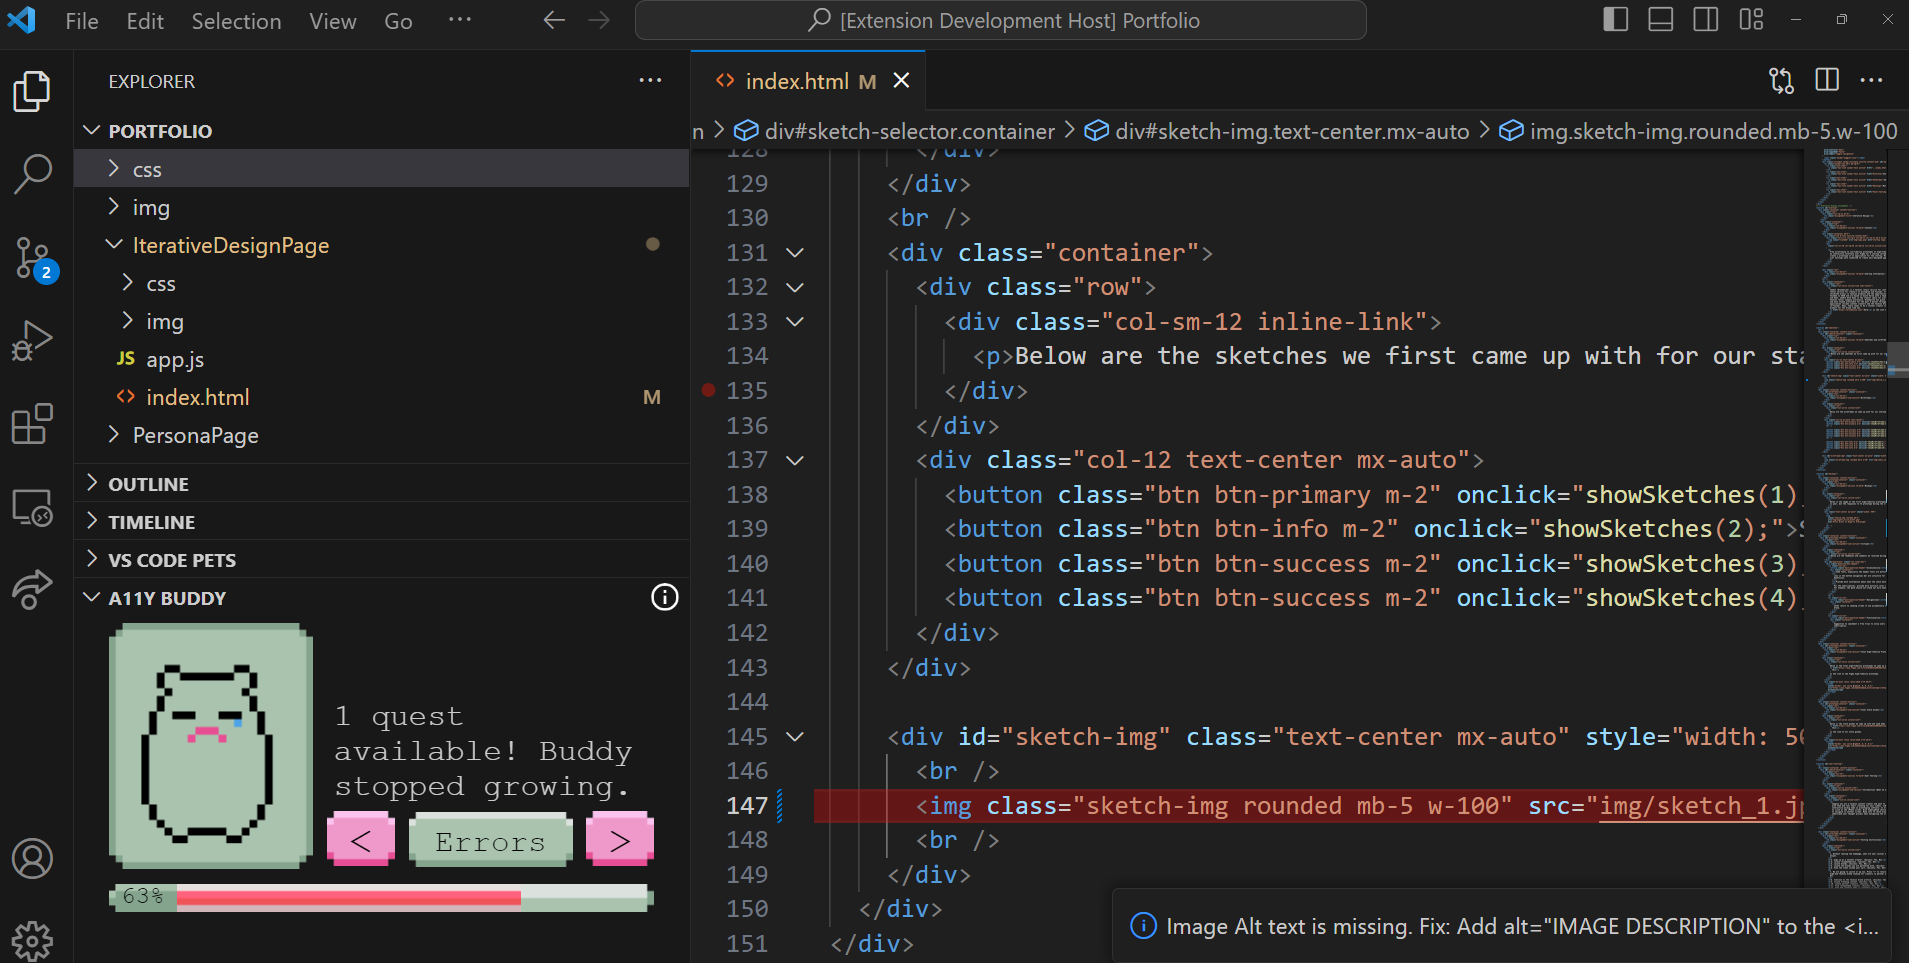 File Edit Selection View Go ···
[Extension Development Host] Portfolio
EXPLORER
PORTFOLIO
css
img
IterativeDesignPage
css
img
JS app.js
<> index.html M
PersonaPage
OUTLINE
TIMELINE
VS CODE PETS
A11Y BUDDY
2
1 quest
available! Buddy
stopped growing.
< Errors >
63%
<> index.html M
n > div#sketch-selector.container > div#sketch-img.text-center.mx-auto > img.sketch-img.rounded.mb-5.w-100
128 </div>
129 </div>
130 <br />
131 <div class="container">
132 <div class="row">
133 <div class="col-sm-12 inline-link">
134 <p>Below are the sketches we first came up with for our sta
135 </div>
136 </div>
137 <div class="col-12 text-center mx-auto">
138 <button class="btn btn-primary m-2" onclick="showSketches(1)
139 <button class="btn btn-info m-2" onclick="showSketches(2);">S
140 <button class="btn btn-success m-2" onclick="showSketches(3)
141 <button class="btn btn-success m-2" onclick="showSketches(4)
142 </div>
143 </div>
144
145 <div id="sketch-img" class="text-center mx-auto" style="width: 50
146 <br />
147 <img class="sketch-img rounded mb-5 w-100" src="img/sketch_1.jp
148 <br />
149 </div>
150 </div>
151 </div>
Image Alt text is missing. Fix: Add alt="IMAGE DESCRIPTION" to the <i...